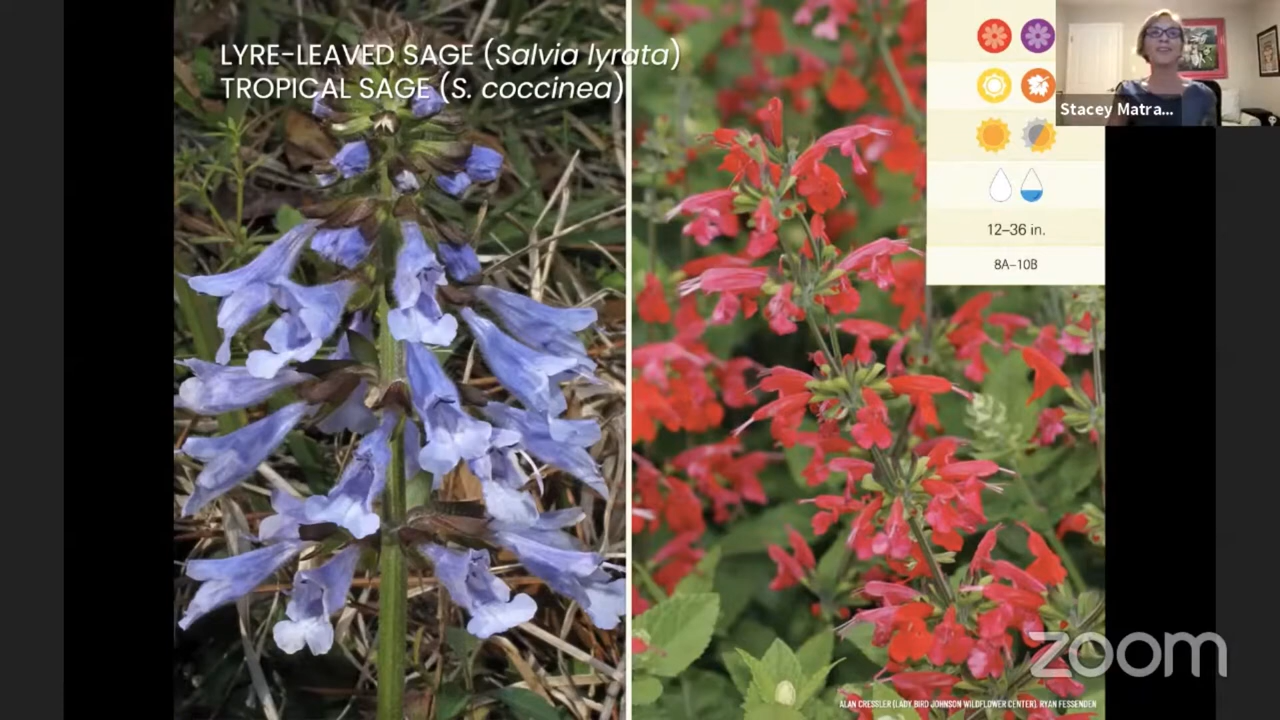 LYRE-LEAVED SAGE (Salvia lyrata)
TROPICAL SAGE (S. coccinea)
Stacey Matra...
12–36 in.
8A–10B
zoom
ALAN CRESSLER (LADY BIRD JOHNSON WILDFLOWER CENTER), RYAN FESSENDEN